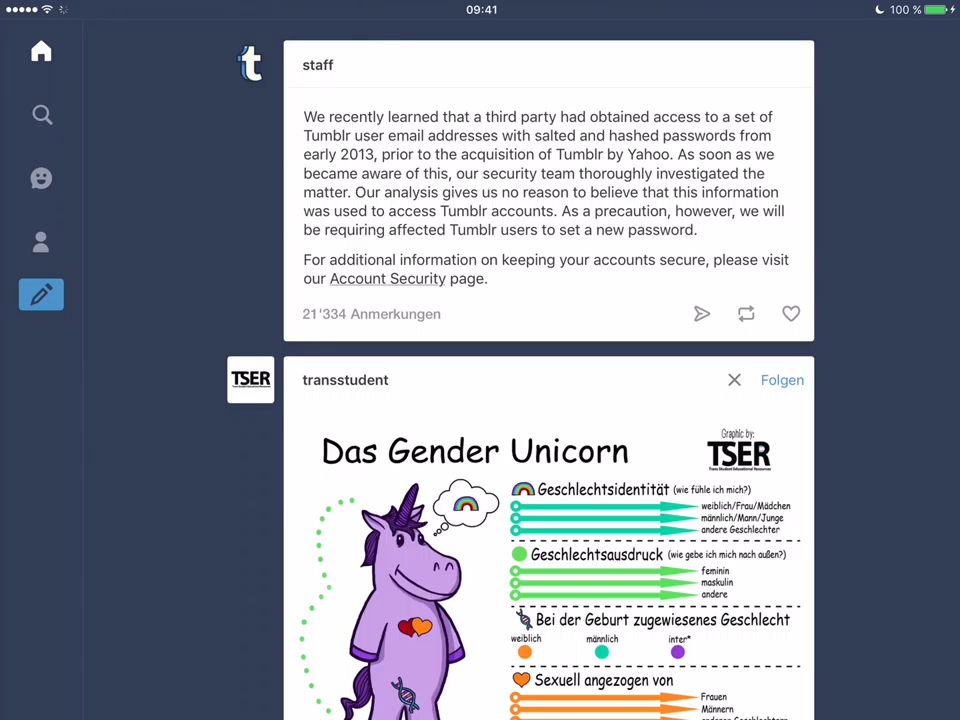 09:41
100 %
staff
We recently learned that a third party had obtained access to a set of
Tumblr user email addresses with salted and hashed passwords from
early 2013, prior to the acquisition of Tumblr by Yahoo. As soon as we
became aware of this, our security team thoroughly investigated the
matter. Our analysis gives us no reason to believe that this information
was used to access Tumblr accounts. As a precaution, however, we will
be requiring affected Tumblr users to set a new password.
For additional information on keeping your accounts secure, please visit
our Account Security page.
21'334 Anmerkungen
TSER
transstudent
Folgen
Das Gender Unicorn
Graphic by:
TSER
Trans Student Educational Resources
Geschlechtsidentität (wie fühle ich mich?)
weiblich/Frau/Mädchen
männlich/Mann/Junge
andere Geschlechter
Geschlechtsausdruck (wie gebe ich mich nach außen?)
feminin
maskulin
andere
Bei der Geburt zugewiesenes Geschlecht
weiblich männlich inter*
Sexuell angezogen von
Frauen
Männern